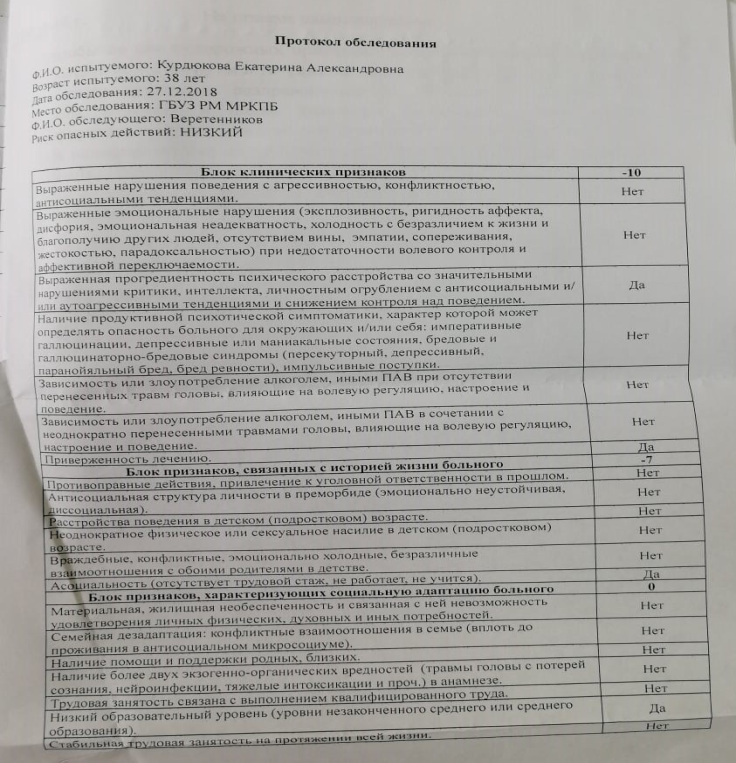 Протокол обследования
Ф.И.О. испытуемого: Курдюкова Екатерина Александровна
Возраст испытуемого: 38 лет
Дата обследования: 27.12.2018
Место обследования: ГБУЗ РМ МРКПБ
Ф.И.О. обследующего: Веретенников
Риск опасных действий: НИЗКИЙ
Блок клинических признаков -10
Выраженные нарушения поведения с агрессивностью, конфликтностью,
антисоциальными тенденциями. Нет
Выраженные эмоциональные нарушения (эксплозивность, ригидность аффекта,
дисфория, эмоциональная неадекватность, холодность с безразличием к жизни и
благополучию других людей, отсутствием вины, эмпатии, сопереживания,
жестокостью, парадоксальностью) при недостаточности волевого контроля и
аффективной переключаемости. Нет
Выраженная прогредиентность психического расстройства со значительными
нарушениями критики, интеллекта, личностным огрублением с антисоциальными и/
или аутоагрессивными тенденциями и снижением контроля над поведением. Да
Наличие продуктивной психотической симптоматики, характер которой может
определять опасность больного для окружающих и/или себя: императивные
галлюцинации, депрессивные или маниакальные состояния, бредовые и
галлюцинаторно-бредовые синдромы (персекуторный, депрессивный,
паранойяльный бред, бред ревности), импульсивные поступки. Нет
Зависимость или злоупотребление алкоголем, иными ПАВ при отсутствии
перенесенных травм головы, влияющие на волевую регуляцию, настроение и
поведение. Нет
Зависимость или злоупотребление алкоголем, иными ПАВ в сочетании с
неоднократно перенесенными травмами головы, влияющие на волевую регуляцию,
настроение и поведение. Нет
Приверженность лечению. Да
Блок признаков, связанных с историей жизни больного -7
Противоправные действия, привлечение к уголовной ответственности в прошлом. Нет
Антисоциальная структура личности в преморбиде (эмоционально неустойчивая,
диссоциальная). Нет
Расстройства поведения в детском (подростковом) возрасте. Нет
Неоднократное физическое или сексуальное насилие в детском (подростковом)
возрасте. Нет
Враждебные, конфликтные, эмоционально холодные, безразличные
взаимоотношения с обоими родителями в детстве. Нет
Асоциальность (отсутствует трудовой стаж, не работает, не учится). Да
Блок признаков, характеризующих социальную адаптацию больного 0
Материальная, жилищная необеспеченность и связанная с ней невозможность
удовлетворения личных физических, духовных и иных потребностей. Нет
Семейная дезадаптация: конфликтные взаимоотношения в семье (вплоть до
проживания в антисоциальном микросоциуме). Нет
Наличие помощи и поддержки родных, близких. Нет
Наличие более двух экзогенно-органических вредностей (травмы головы с потерей
сознания, нейроинфекции, тяжелые интоксикации и проч.) в анамнезе. Нет
Трудовая занятость связана с выполнением квалифицированного труда. Нет
Низкий образовательный уровень (уровни незаконченного среднего или среднего
образования). Да
Стабильная трудовая занятость на протяжении всей жизни. Нет